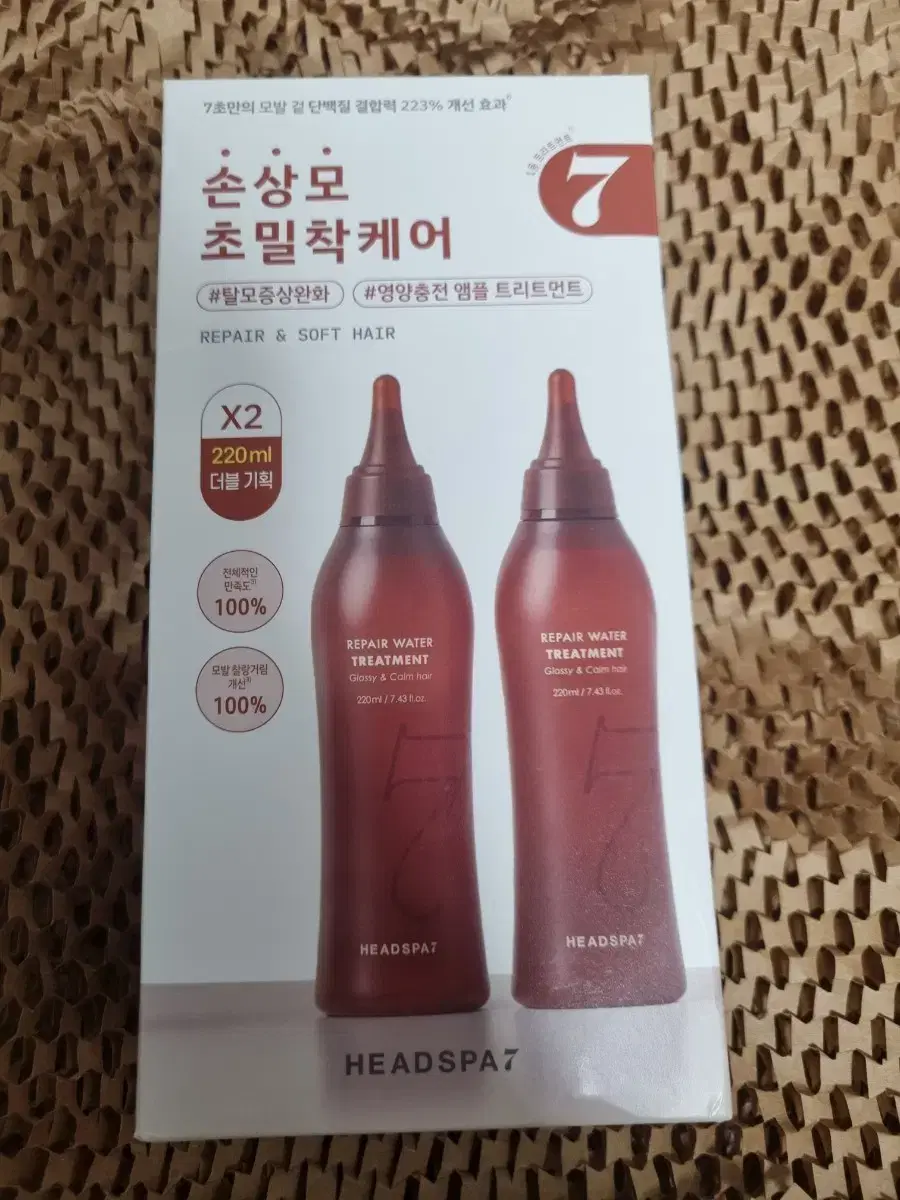 7초만의 모발 겉 단백질 결합력 223% 개선 효과
손상모
초밀착케어
7
#탈모증상완화
#영양충전 앰플 트리트먼트
REPAIR & SOFT HAIR
X2
220ml
더블 기획
전체적인
만족도
100%
모발 찰랑거림
개선
100%
REPAIR WATER
TREATMENT
Glossy & Calm hair
220ml / 7.43 fl.oz.
7
HEADSPA7
REPAIR WATER
TREATMENT
Glossy & Calm hair
220ml / 7.43 fl.oz.
7
HEADSPA7
HEADSPA7